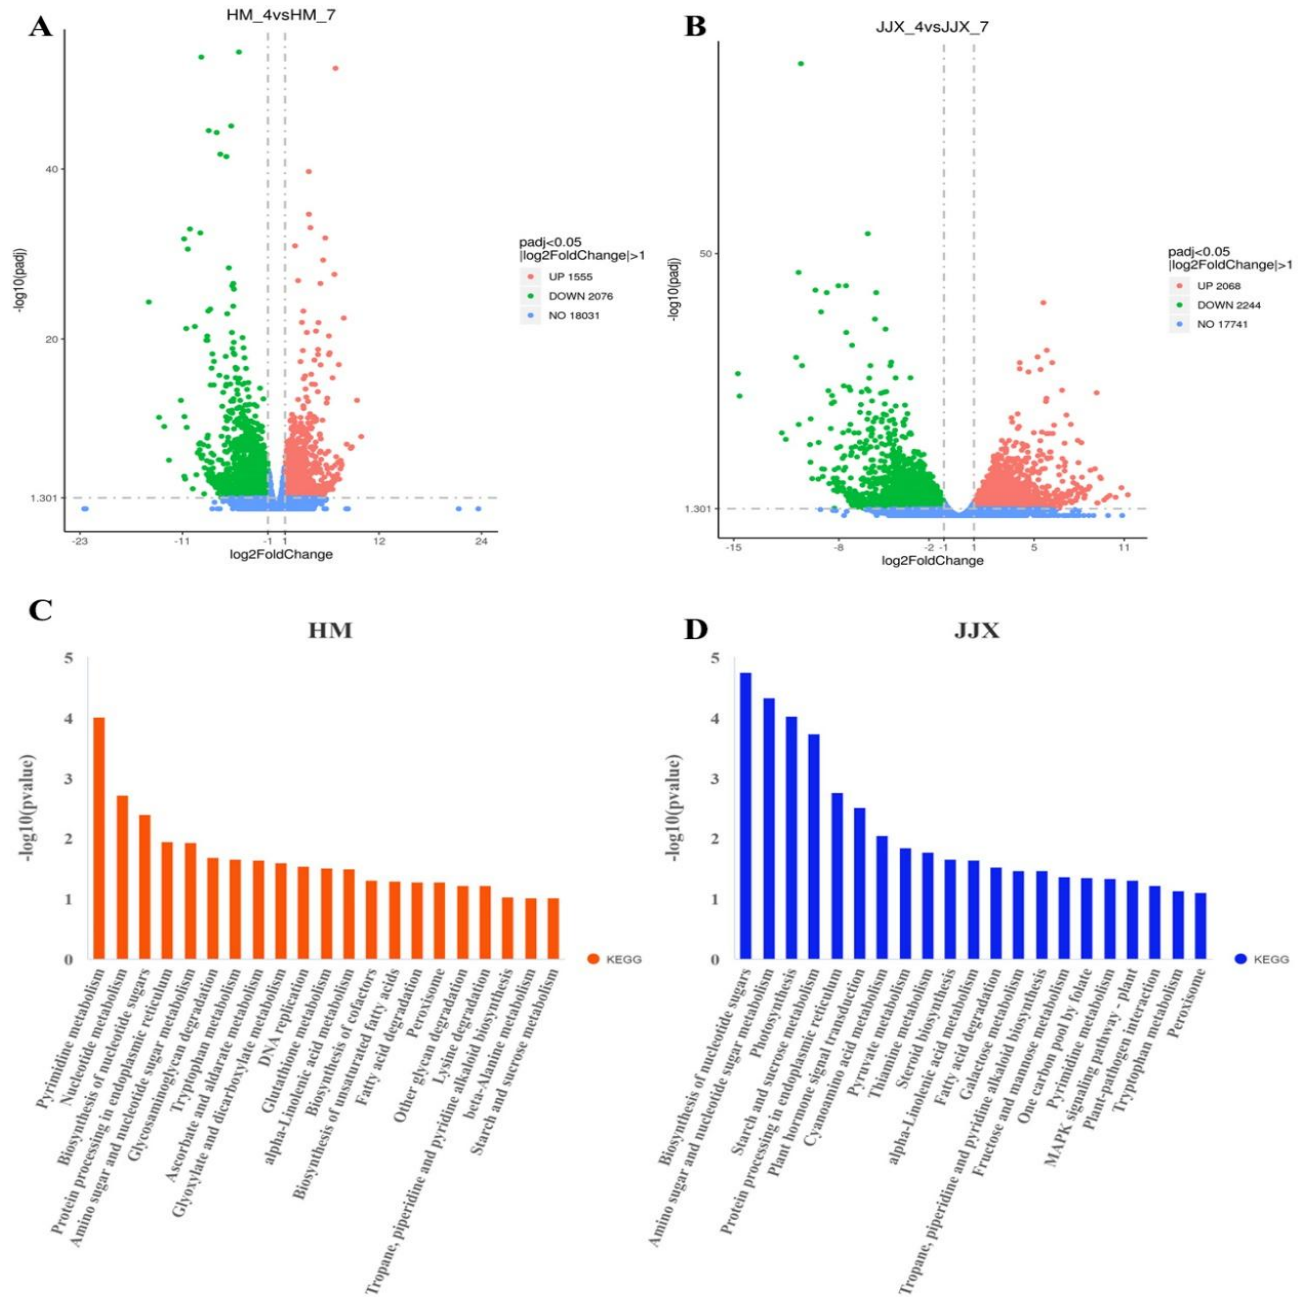 A
HM_4vsHM_7
-log10(padj)
40
20
1.301
-23
-11
-1
1
12
24
log2FoldChange
padj<0.05
|log2FoldChange|>1
UP 1555
DOWN 2076
NO 18031
B
JJX_4vsJJX_7
-log10(padj)
50
1.301
-15
-8
-2
-1
1
5
11
log2FoldChange
padj<0.05
|log2FoldChange|>1
UP 2068
DOWN 2244
NO 17741
C
HM
-log10(pvalue)
5
4
3
2
1
0
Pyrimidine metabolism
Nucleotide metabolism
Biosynthesis of nucleotide sugars
Protein processing in endoplasmic reticulum
Amino sugar and nucleotide sugar metabolism
Glycosaminoglycan degradation
Tryptophan metabolism
Ascorbate and aldarate metabolism
Glyoxylate and dicarboxylate metabolism
DNA replication
Glutathione metabolism
alpha-Linolenic acid metabolism
Biosynthesis of cofactors
Biosynthesis of unsaturated fatty acids
Fatty acid degradation
Peroxisome
Other glycan degradation
Lysine degradation
Tropane, piperidine and pyridine alkaloid biosynthesis
beta-Alanine metabolism
Starch and sucrose metabolism
KEGG
D
JJX
-log10(pvalue)
5
4
3
2
1
0
Biosynthesis of nucleotide sugars
Amino sugar and nucleotide sugar metabolism
Photosynthesis
Starch and sucrose metabolism
Protein processing in endoplasmic reticulum
Plant hormone signal transduction
Cyanoamino acid metabolism
Pyruvate metabolism
Thiamine metabolism
Steroid biosynthesis
alpha-Linolenic acid metabolism
Fatty acid degradation
Galactose metabolism
Tropane, piperidine and pyridine alkaloid biosynthesis
Fructose and mannose metabolism
One carbon pool by folate
Pyrimidine metabolism
MAPK signaling pathway - plant
Plant-pathogen interaction
Tryptophan metabolism
Peroxisome
KEGG